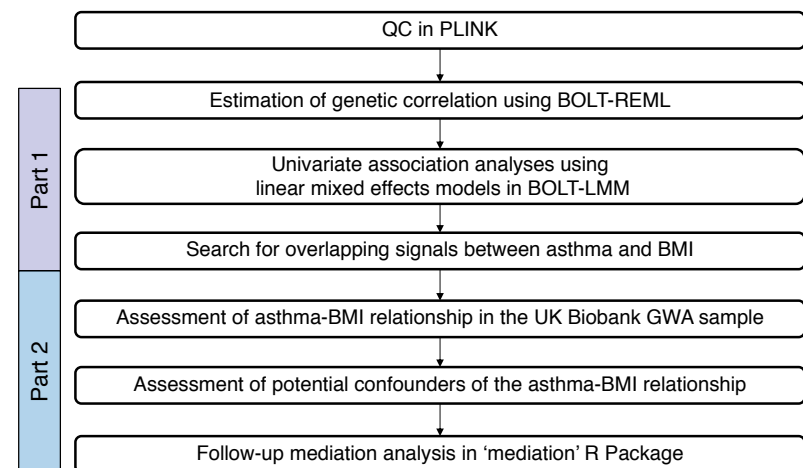 QC in PLINK
Part 1
Estimation of genetic correlation using BOLT-REML
Univariate association analyses using
linear mixed effects models in BOLT-LMM
Search for overlapping signals between asthma and BMI
Part 2
Assessment of asthma-BMI relationship in the UK Biobank GWA sample
Assessment of potential confounders of the asthma-BMI relationship
Follow-up mediation analysis in ‘mediation’ R Package